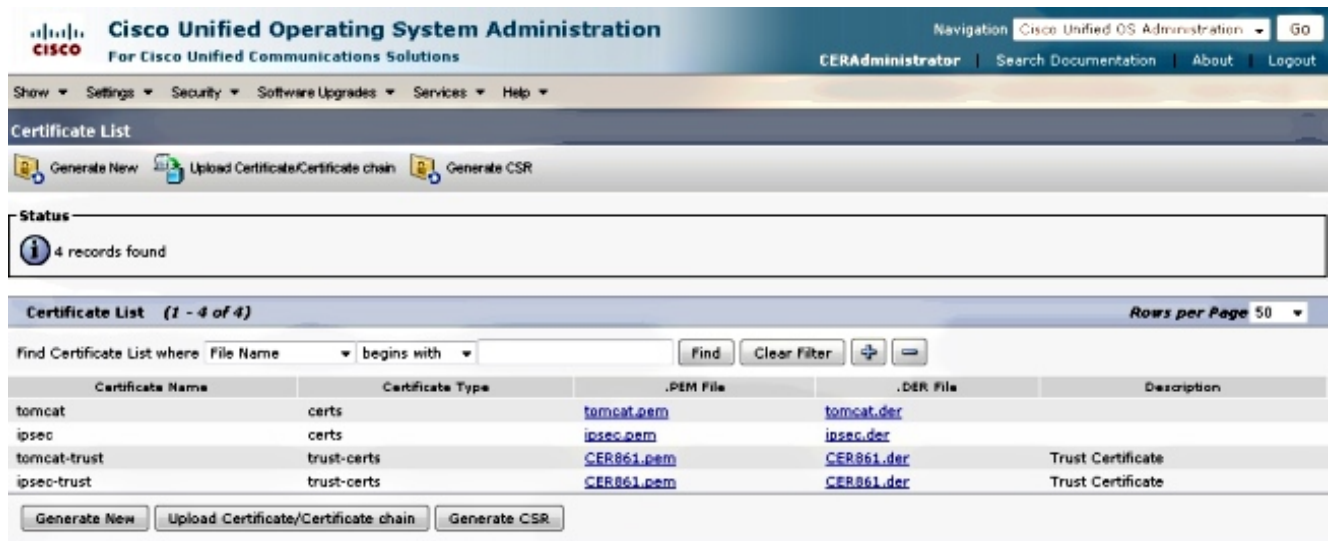 Cisco Unified Operating System Administration
CISCO
For Cisco Unified Communications Solutions
Navigation Cisco Unified OS Administration Go
CERAdministrator | Search Documentation | About | Logout
Show Settings Security Software Upgrades Services Help
Certificate List
Generate New Upload Certificate/Certificate chain Generate CSR
Status
4 records found
Certificate List (1 - 4 of 4) Rows per Page 50
Find Certificate List where File Name begins with Find Clear Filter
Certificate Name Certificate Type .PEM File .DER File Description
tomcat certs tomcat.pem tomcat.der
ipsec certs ipsec.pem ipsec.der
tomcat-trust trust-certs CER861.pem CER861.der Trust Certificate
ipsec-trust trust-certs CER861.pem CER861.der Trust Certificate
Generate New Upload Certificate/Certificate chain Generate CSR